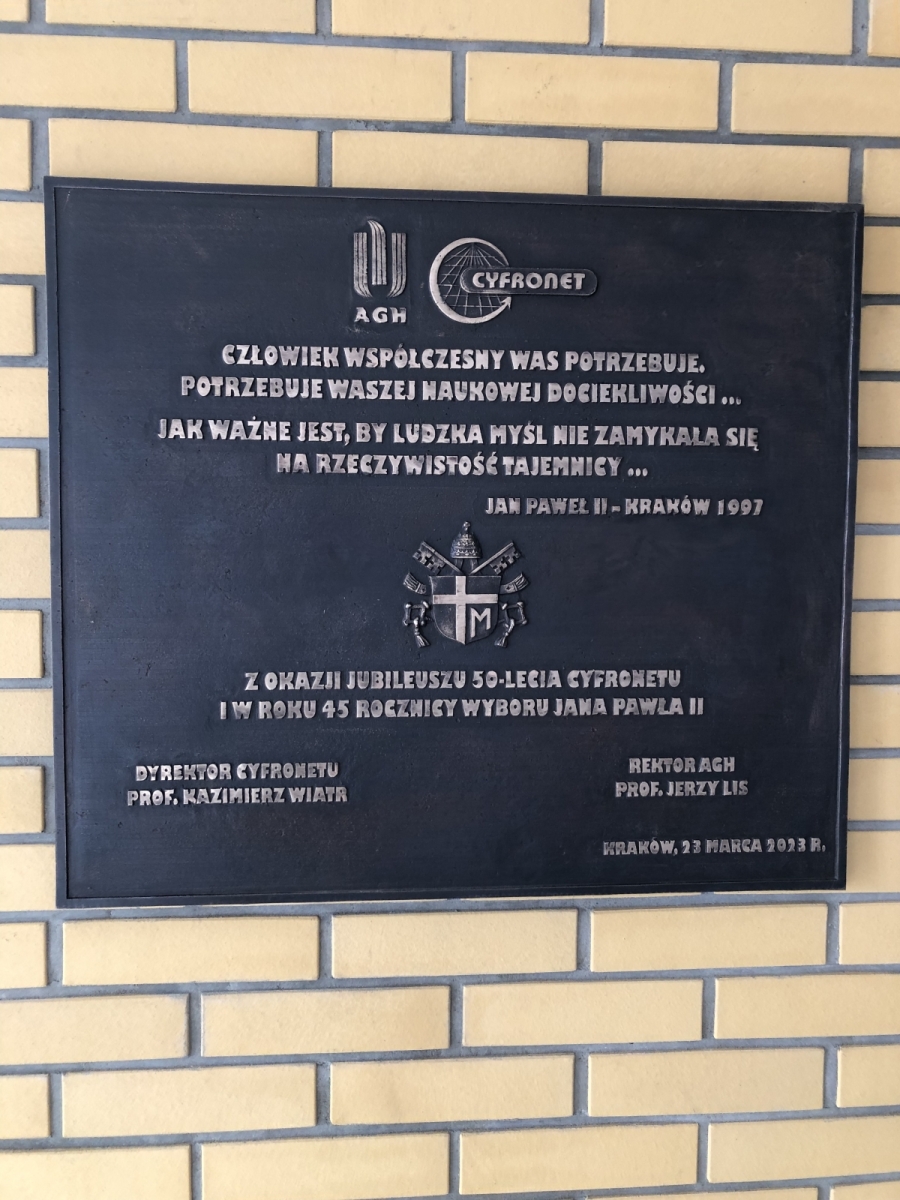 AGH
CYFRONET
CZŁOWIEK WSPÓŁCZESNY WAS POTRZEBUJE.
POTRZEBUJE WASZEJ NAUKOWEJ DOCIEKLIWOŚCI ...
JAK WAŻNE JEST, BY LUDZKA MYŚL NIE ZAMYKAŁA SIĘ
NA RZECZYWISTOŚĆ TAJEMNICY ...
JAN PAWEŁ II – KRAKÓW 1997
M
Z OKAZJI JUBILEUSZU 50-LECIA CYFRONETU
I W ROKU 45 ROCZNICY WYBORU JANA PAWŁA II
DYREKTOR CYFRONETU
PROF. KAZIMIERZ WIATR
REKTOR AGH
PROF. JERZY LIS
KRAKÓW, 23 MARCA 2023 R.